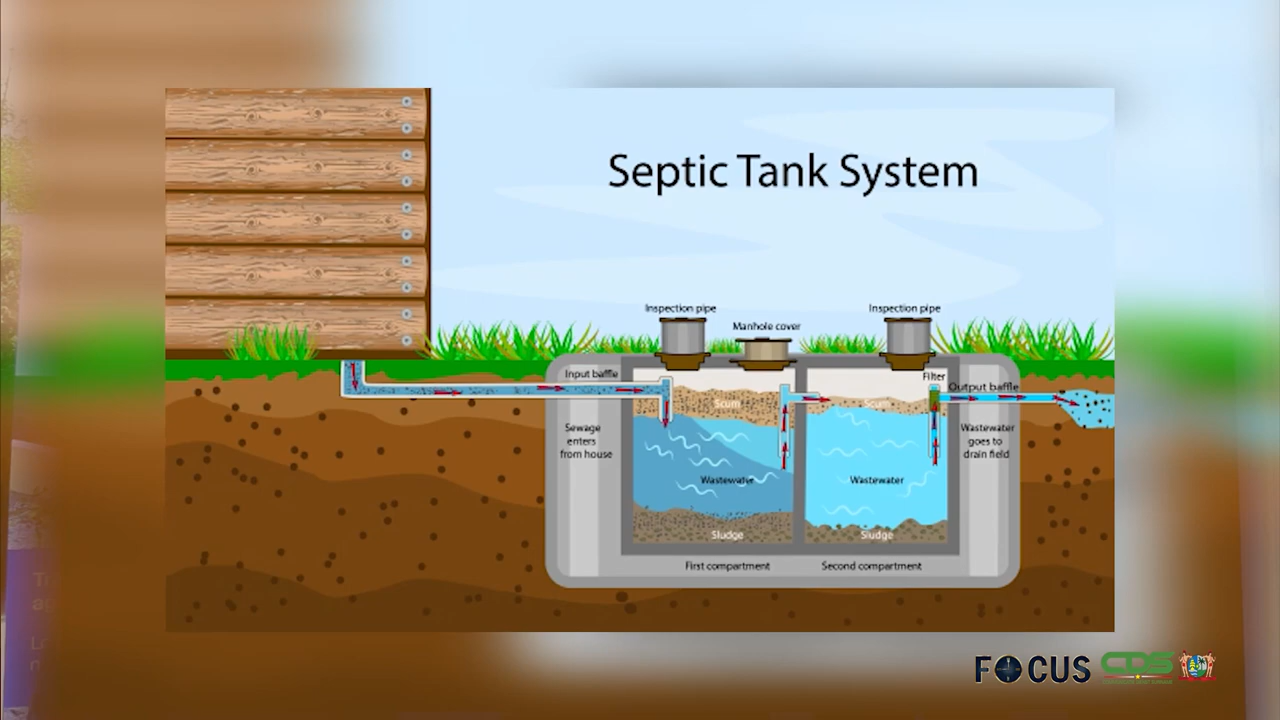 Septic Tank System
Inspection pipe
Inspection pipe
Manhole cover
Input baffle
Filter
Output baffle
Scum
Scum
Sewage
enters
from house
Wastewater
goes to
drain field
Wastewater
Wastewater
Sludge
Sludge
First compartment
Second compartment
FOCUS
CDS